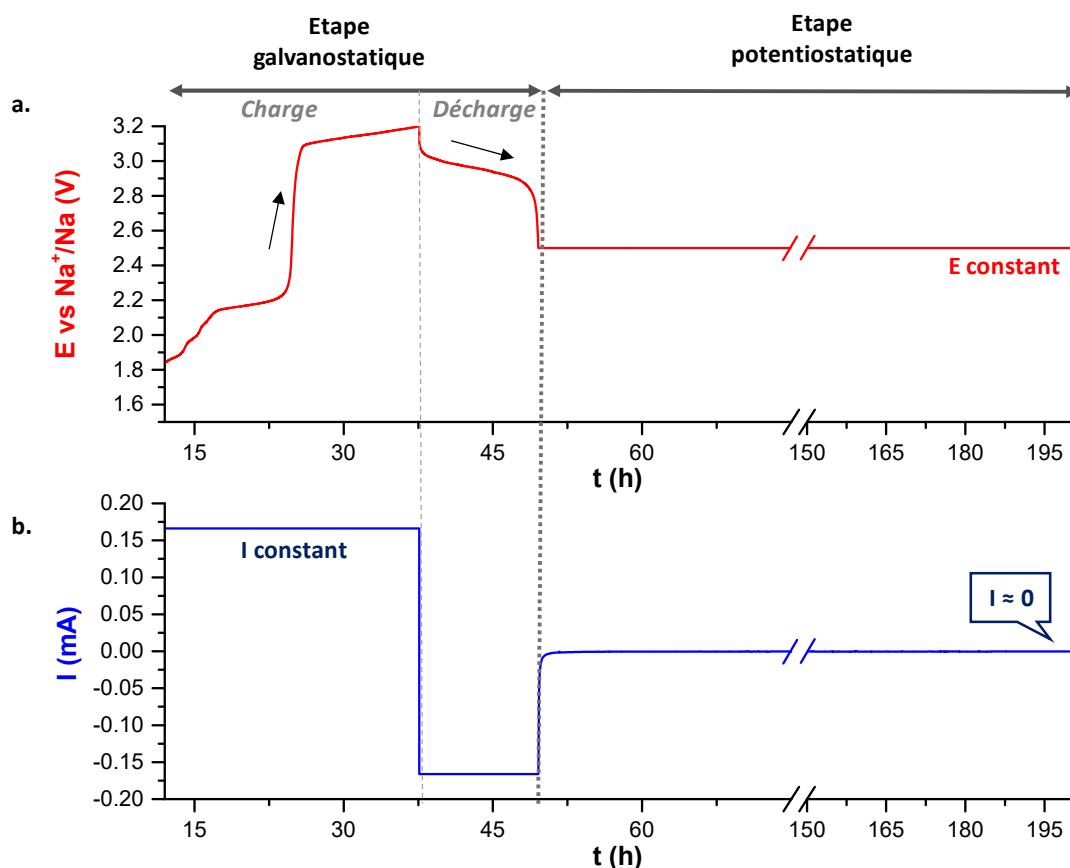 Etape
galvanostatique
Etape
potentiostatique
a.
Charge
Décharge
3.2
3.0
2.8
2.6
2.4
2.2
2.0
1.8
1.6
E vs Na⁺/Na (V)
E constant
15
30
45
60
150
165
180
195
t (h)
b.
0.20
0.15
0.10
0.05
0.00
-0.05
-0.10
-0.15
-0.20
I (mA)
I constant
I ≈ 0
15
30
45
60
150
165
180
195
t (h)